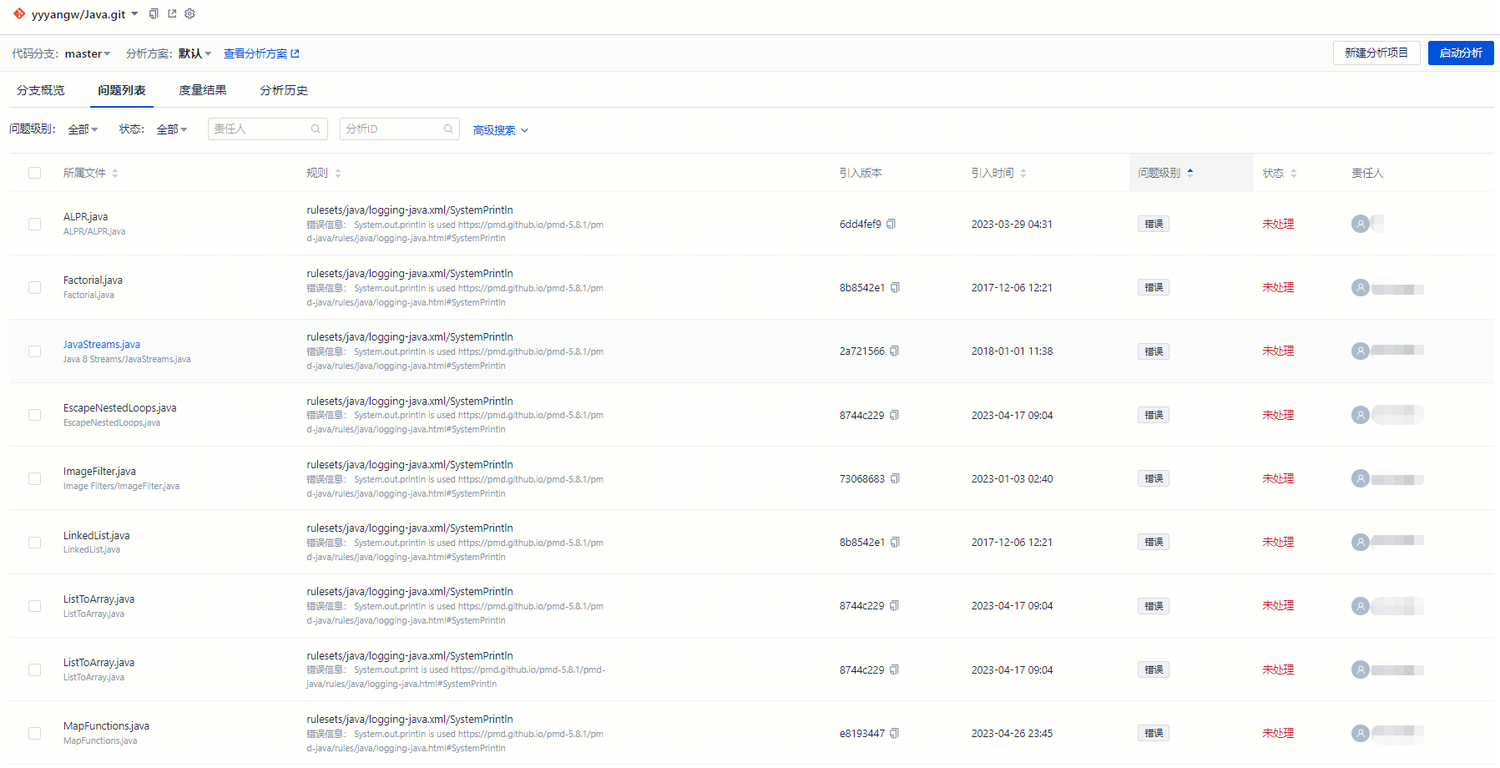 yyyangw/Java.git
代码分支: master 分析方案: 默认 查看分析方案 新建分析项目 启动分析
分支概览 问题列表 度量结果 分析历史
问题级别: 全部 状态: 全部 责任人 分析ID 高级搜索
所属文件 规则 引入版本 引入时间 问题级别 状态 责任人
ALPR.java
ALPR/ALPR.java
rulesets/java/logging-java.xml/SystemPrintln
错误信息: System.out.println is used https://pmd.github.io/pmd-5.8.1/pm
d-java/rules/java/logging-java.html#SystemPrintln
6dd4fef9 2023-03-29 04:31 错误 未处理
Factorial.java
Factorial.java
rulesets/java/logging-java.xml/SystemPrintln
错误信息: System.out.println is used https://pmd.github.io/pmd-5.8.1/pm
d-java/rules/java/logging-java.html#SystemPrintln
8b8542e1 2017-12-06 12:21 错误 未处理
JavaStreams.java
Java 8 Streams/JavaStreams.java
rulesets/java/logging-java.xml/SystemPrintln
错误信息: System.out.println is used https://pmd.github.io/pmd-5.8.1/pm
d-java/rules/java/logging-java.html#SystemPrintln
2a721566 2018-01-01 11:38 错误 未处理
EscapeNestedLoops.java
EscapeNestedLoops.java
rulesets/java/logging-java.xml/SystemPrintln
错误信息: System.out.println is used https://pmd.github.io/pmd-5.8.1/pm
d-java/rules/java/logging-java.html#SystemPrintln
8744c229 2023-04-17 09:04 错误 未处理
ImageFilter.java
Image Filters/ImageFilter.java
rulesets/java/logging-java.xml/SystemPrintln
错误信息: System.out.println is used https://pmd.github.io/pmd-5.8.1/pm
d-java/rules/java/logging-java.html#SystemPrintln
73068683 2023-01-03 02:40 错误 未处理
LinkedList.java
LinkedList.java
rulesets/java/logging-java.xml/SystemPrintln
错误信息: System.out.println is used https://pmd.github.io/pmd-5.8.1/pm
d-java/rules/java/logging-java.html#SystemPrintln
8b8542e1 2017-12-06 12:21 错误 未处理
ListToArray.java
ListToArray.java
rulesets/java/logging-java.xml/SystemPrintln
错误信息: System.out.println is used https://pmd.github.io/pmd-5.8.1/pm
d-java/rules/java/logging-java.html#SystemPrintln
8744c229 2023-04-17 09:04 错误 未处理
ListToArray.java
ListToArray.java
rulesets/java/logging-java.xml/SystemPrintln
错误信息: System.out.print is used https://pmd.github.io/pmd-5.8.1/pmd-
java/rules/java/logging-java.html#SystemPrintln
8744c229 2023-04-17 09:04 错误 未处理
MapFunctions.java
MapFunctions.java
rulesets/java/logging-java.xml/SystemPrintln
错误信息: System.out.println is used https://pmd.github.io/pmd-5.8.1/pm
d-java/rules/java/logging-java.html#SystemPrintln
e8193447 2023-04-26 23:45 错误 未处理